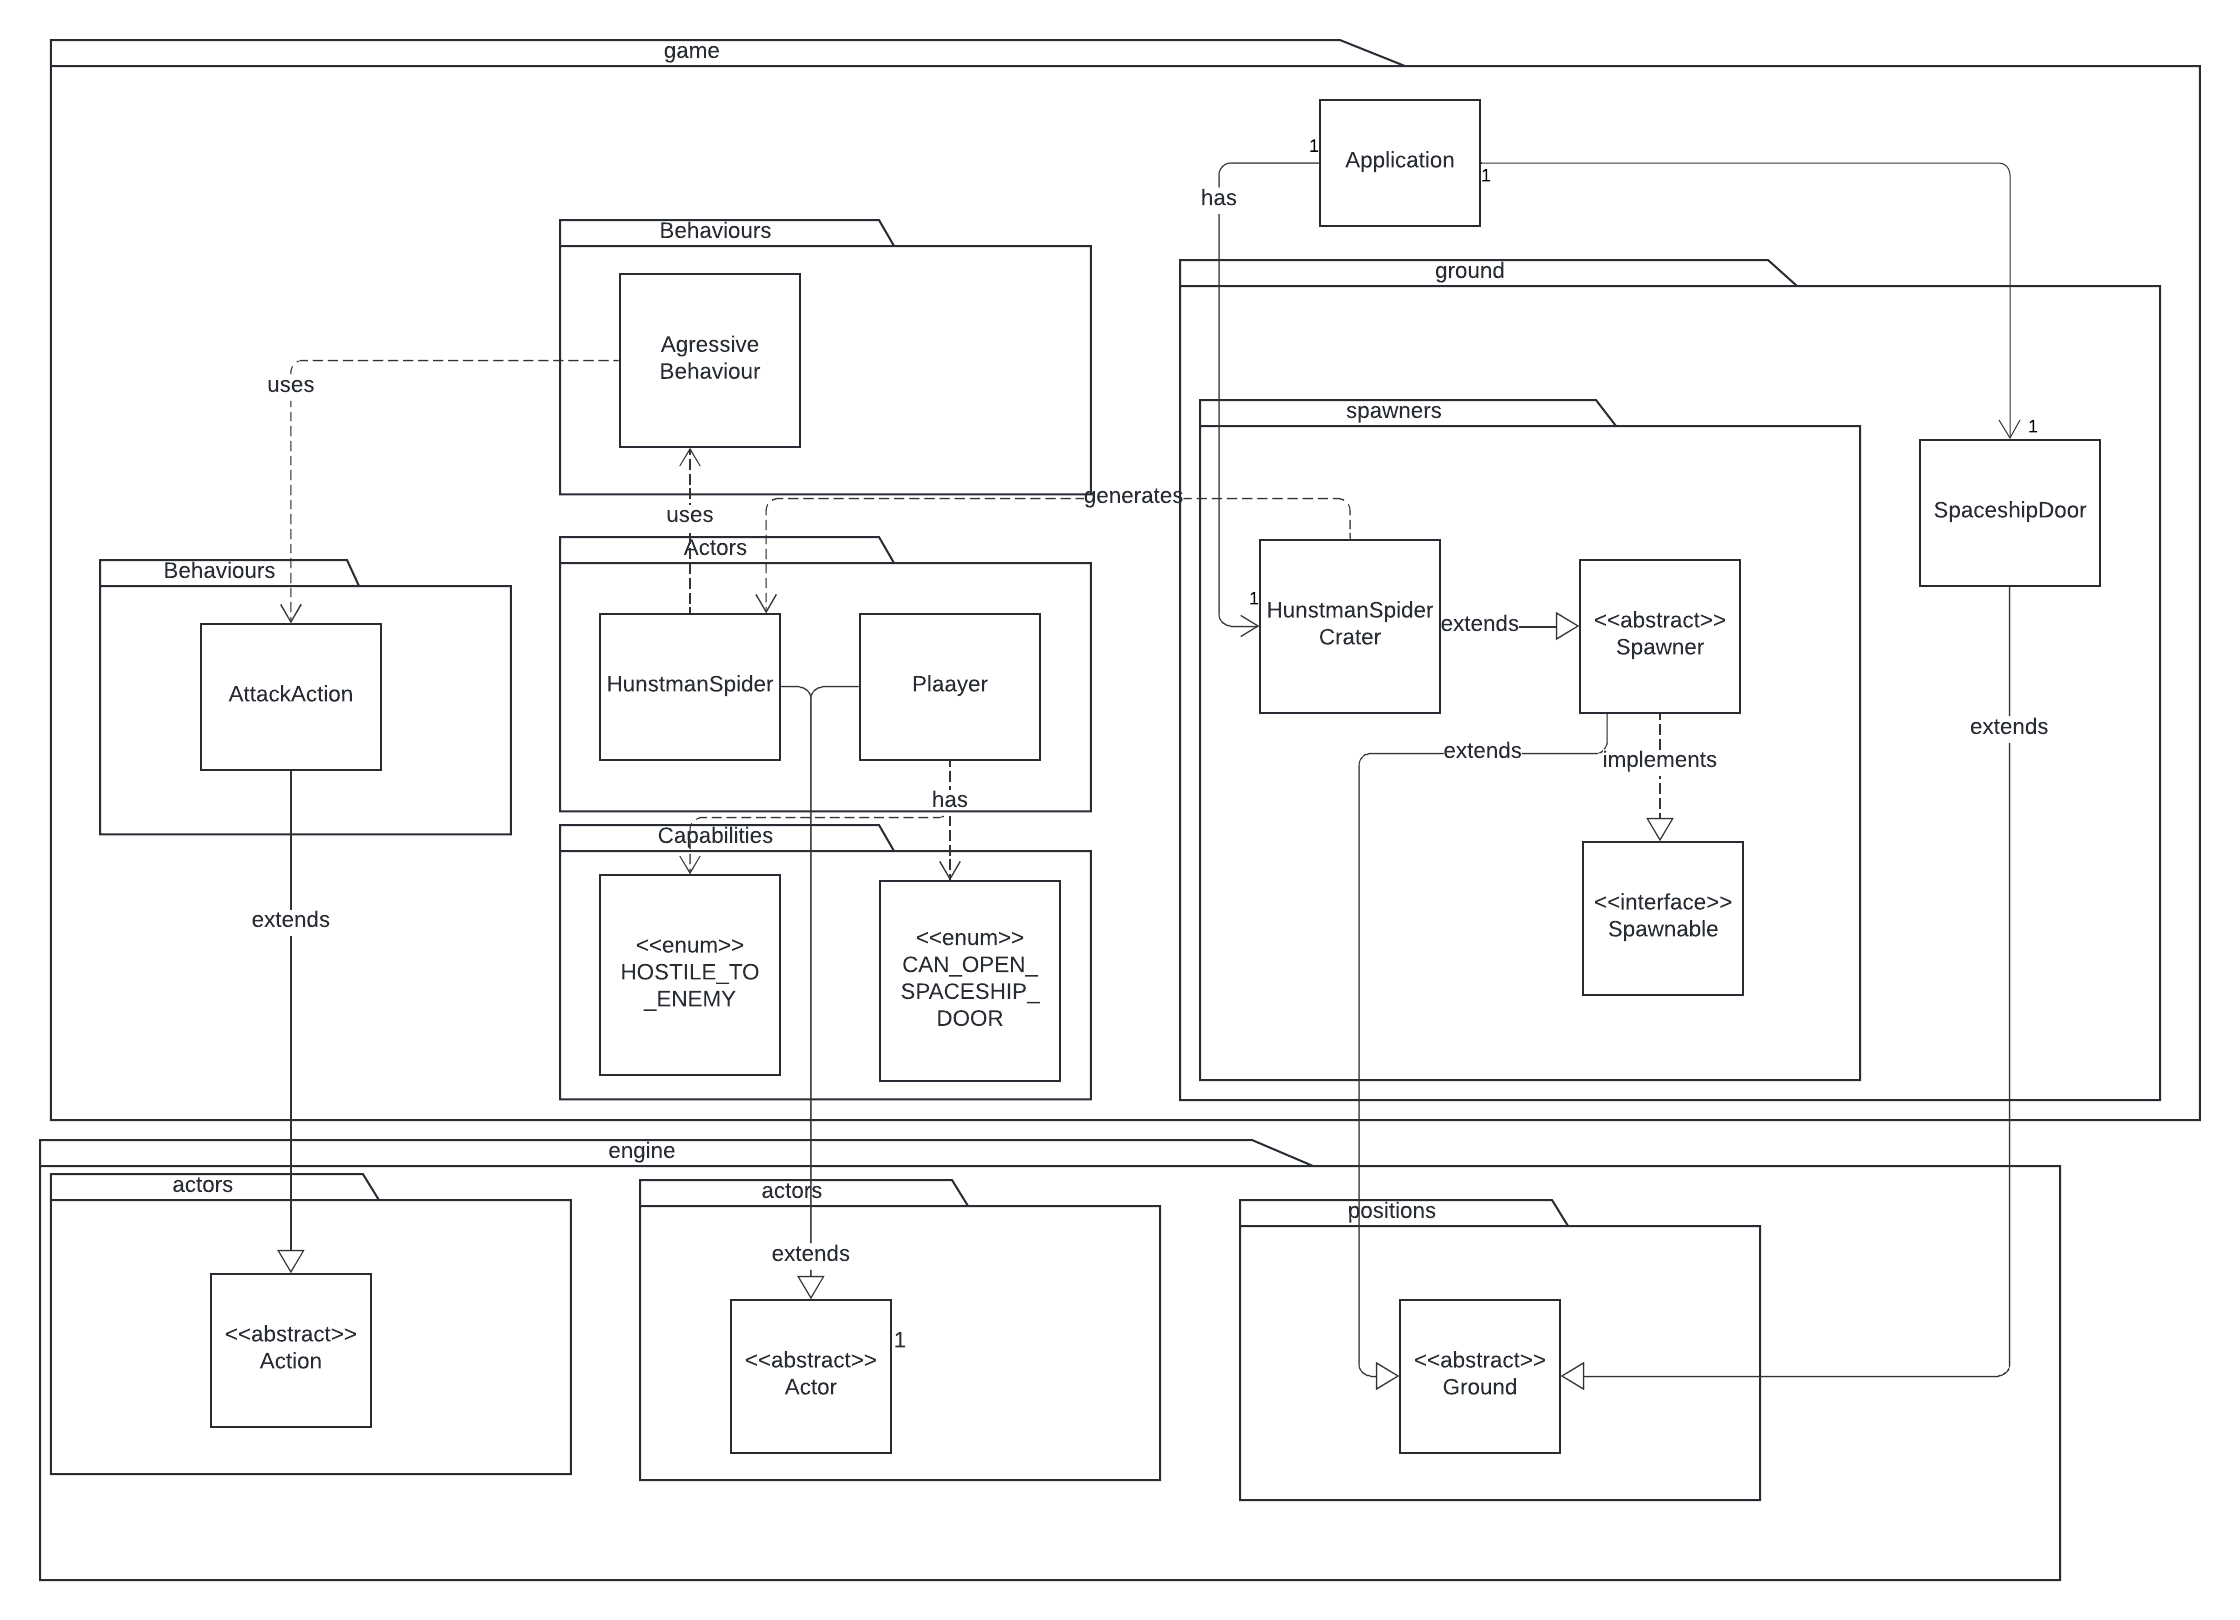 game
Application
1
1
has
Behaviours
ground
Agressive
Behaviour
uses
spawners
1
generates
SpaceshipDoor
uses
Actors
Behaviours
1
HunstmanSpider
Crater
extends
<<abstract>>
Spawner
AttackAction
HunstmanSpider
Plaayer
extends
extends
implements
has
Capabilities
extends
<<enum>>
HOSTILE_TO
_ENEMY
<<enum>>
CAN_OPEN_
SPACESHIP_
DOOR
<<interface>>
Spawnable
engine
actors
actors
positions
extends
<<abstract>>
Action
<<abstract>>
Actor
1
<<abstract>>
Ground